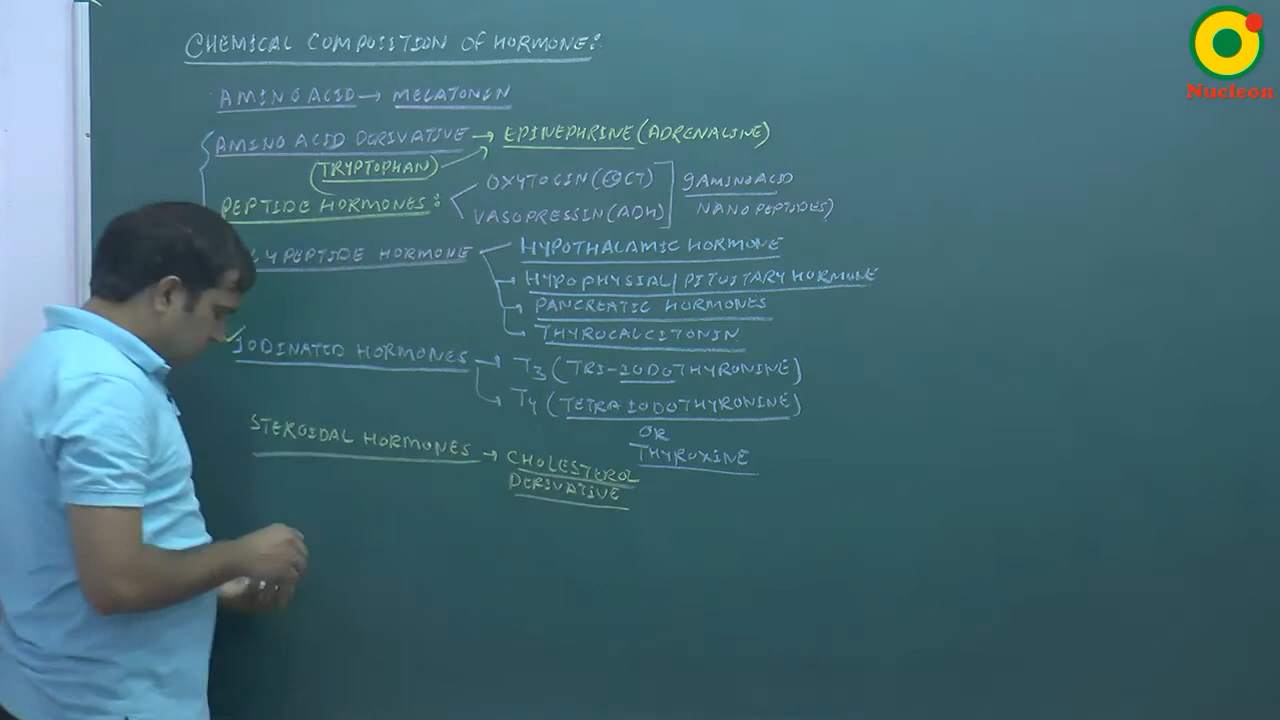 CHEMICAL COMPOSITION OF HORMONE:
Nucleon
AMINO ACID → MELATONIN
AMINO ACID DERIVATIVE → EPINEPHRINE (ADRENALINE)
(TRYPTOPHAN)
PEPTIDE HORMONES: OXYTOCIN 9 AMINOACID
VASOPRESSIN (ADH) NANO PEPTIDES)
LYPEPTIDE HORMONE HYPOTHALAMIC HORMONE
HYPOPHYSIAL/PITUITARY HORMONE
PANCREATIC HORMONES
THYROCALCITONIN
IODINATED HORMONES → T3 (TRI-IODOTHYRONINE)
T4 (TETRA IODOTHYRONINE)
OR
THYROXINE
STEROIDAL HORMONES → CHOLESTEROL
DERIVATIVE